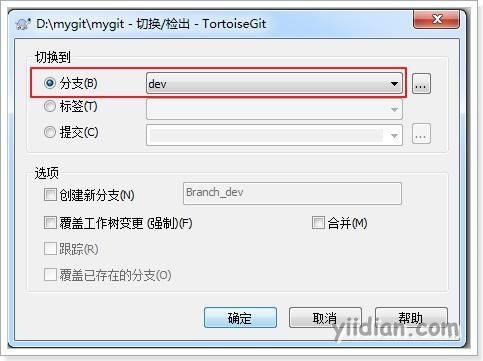 D:\mygit\mygit - 切换/检出 - TortoiseGit
切换到
分支(B) dev ...
标签(T)
提交(C) ...
选项
创建新分支(N) Branch_dev
覆盖工作树变更 (强制)(F) 合并(M)
跟踪(R)
覆盖已存在的分支(O)
确定 取消 帮助
yiidian.com